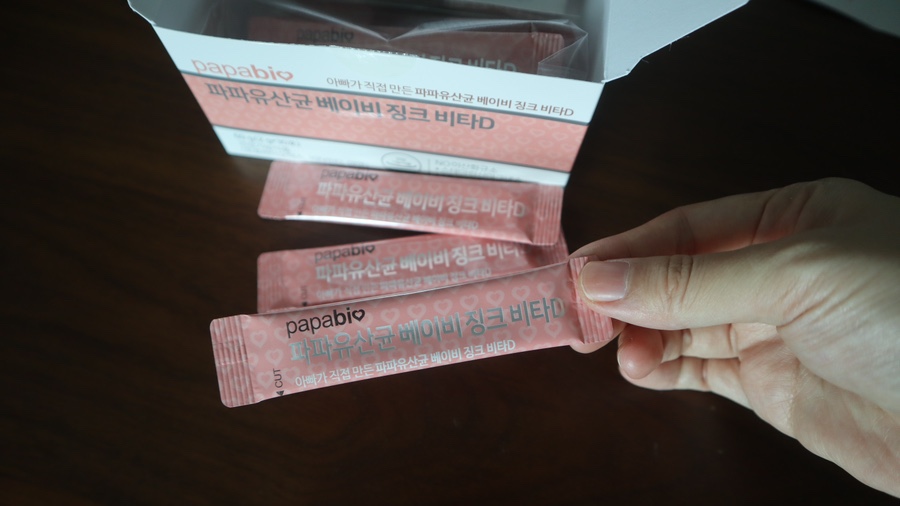 papabio
아빠가 직접 만든 파파유산균 베이비 징크 비타D
파파유산균 베이비 징크 비타D
papabio
파파유산균 베이비 징크 비타D
papabio
파파유산균 베이비 징크 비타
papabio
파파유산균 베이비 징크 비타D
아빠가 직접 만든 파파유산균 베이비 징크 비타D
CUT